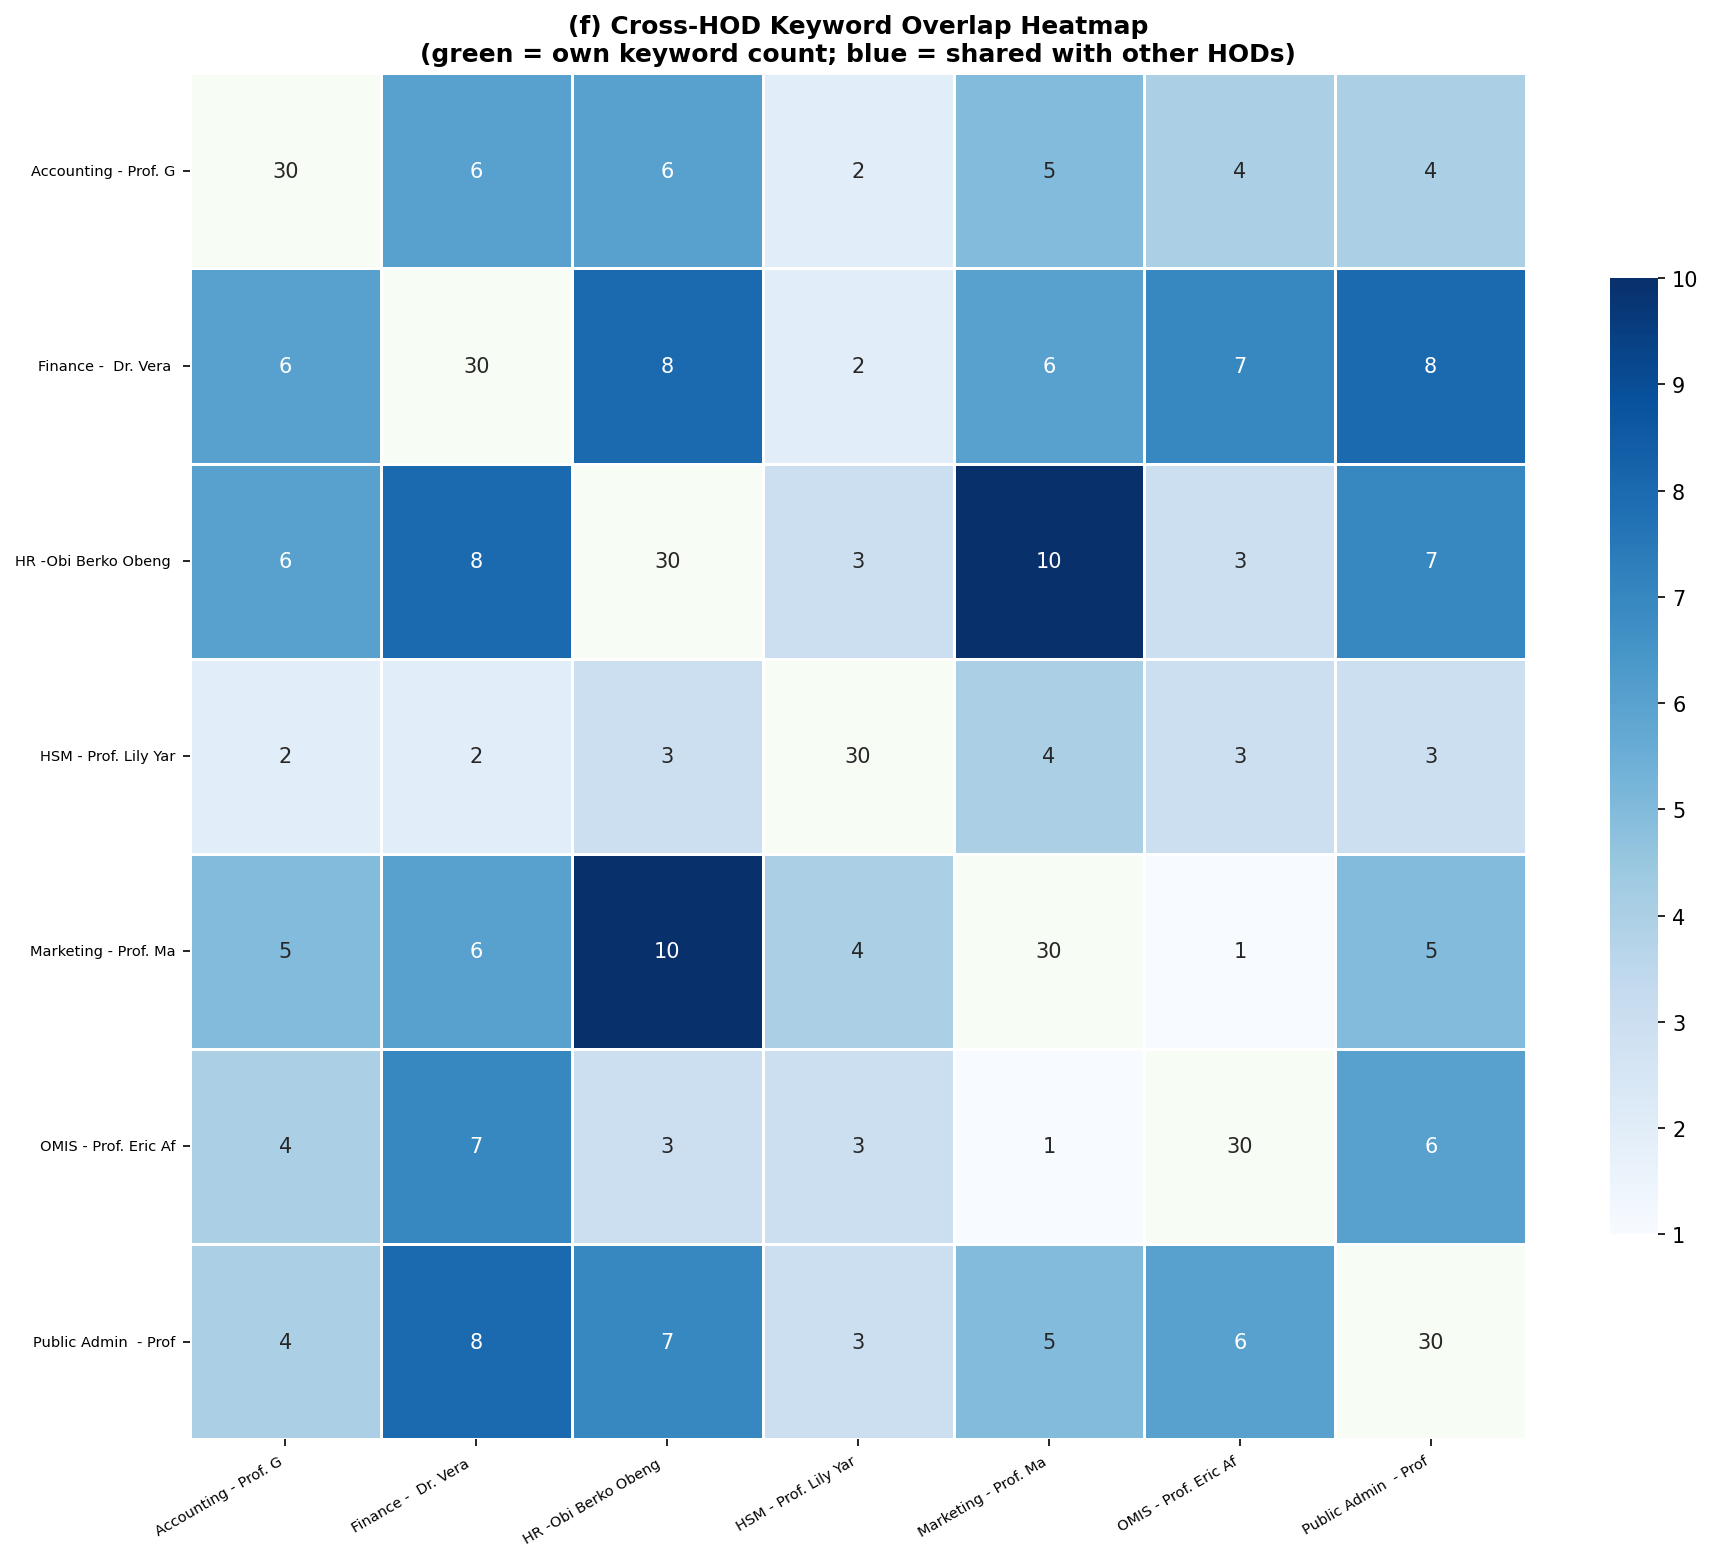 (f) Cross-HOD Keyword Overlap Heatmap
(green = own keyword count; blue = shared with other HODs)
Accounting - Prof. G 30 6 6 2 5 4 4
Finance -  Dr. Vera 6 30 8 2 6 7 8
HR -Obi Berko Obeng 6 8 30 3 10 3 7
HSM - Prof. Lily Yar 2 2 3 30 4 3 3
Marketing - Prof. Ma 5 6 10 4 30 1 5
OMIS - Prof. Eric Af 4 7 3 3 1 30 6
Public Admin  - Prof 4 8 7 3 5 6 30
Accounting - Prof. G
Finance -  Dr. Vera
HR -Obi Berko Obeng
HSM - Prof. Lily Yar
Marketing - Prof. Ma
OMIS - Prof. Eric Af
Public Admin  - Prof
10
9
8
7
6
5
4
3
2
1